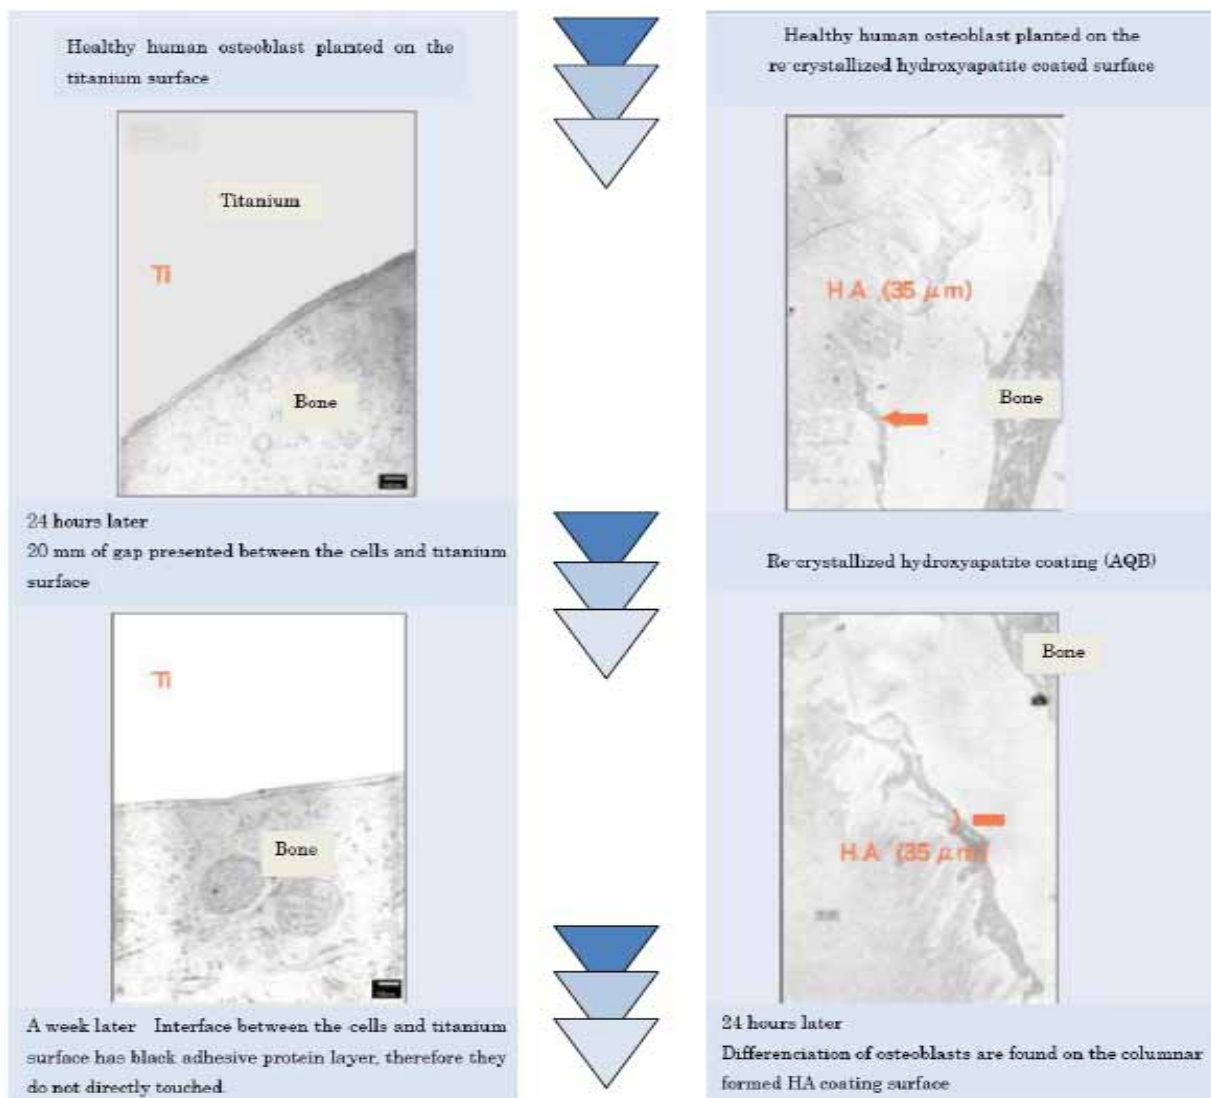 Healthy human osteoblast planted on the
titanium surface
Titanium
Ti
Bone
24 hours later
20 mm of gap presented between the cells and titanium
surface
Ti
Bone
A week later Interface between the cells and titanium
surface has black adhesive protein layer, therefore they
do not directly touched.
Healthy human osteoblast planted on the
re-crystallized hydroxyapatite coated surface
HA (35 μm)
Bone
Re-crystallized hydroxyapatite coating (AQB)
Bone
HA (35 μm)
24 hours later
Differenciation of osteoblasts are found on the columnar
formed HA coating surface